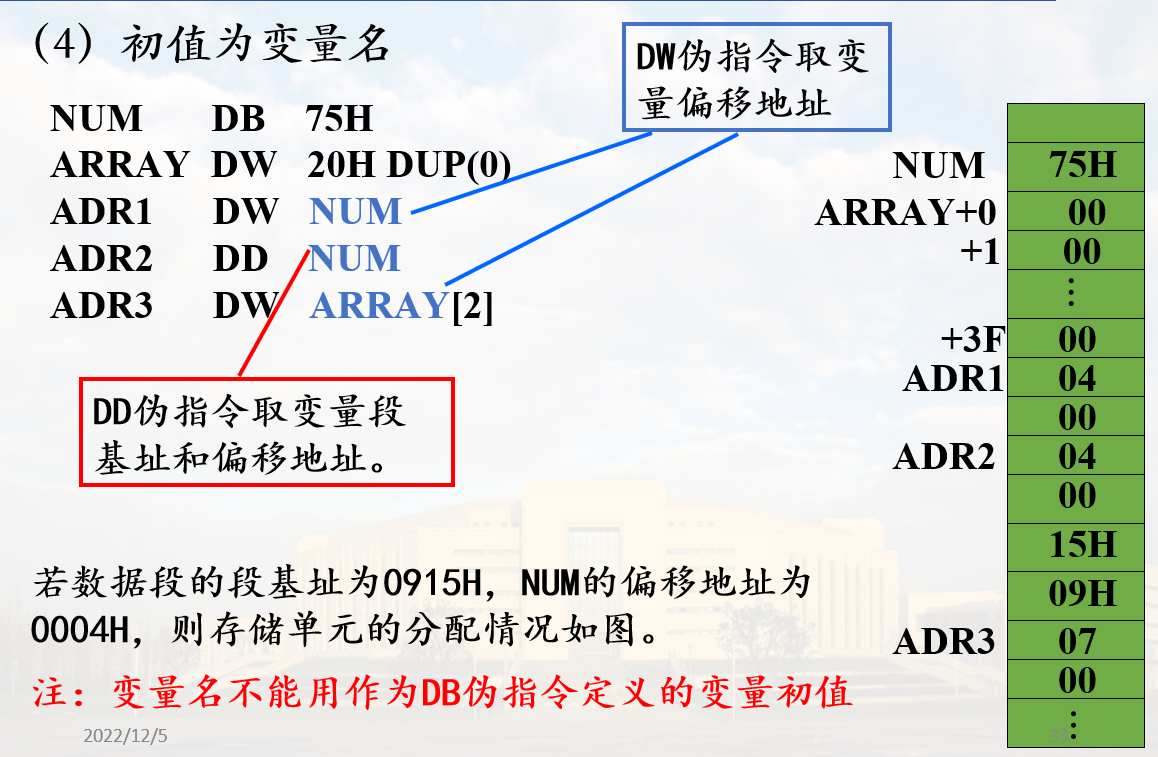 (4) 初值为变量名
DW伪指令取变
量偏移地址
NUM DB 75H
ARRAY DW 20H DUP(0)
ADR1 DW NUM
ADR2 DD NUM
ADR3 DW ARRAY[2]
DD伪指令取变量段
基址和偏移地址。
若数据段的段基址为0915H，NUM的偏移地址为
0004H，则存储单元的分配情况如图。
注：变量名不能用作为DB伪指令定义的变量初值
NUM 75H
ARRAY+0 00
+1 00
⋮
+3F 00
ADR1 04
00
ADR2 04
00
15H
09H
ADR3 07
00
⋮
2022/12/5